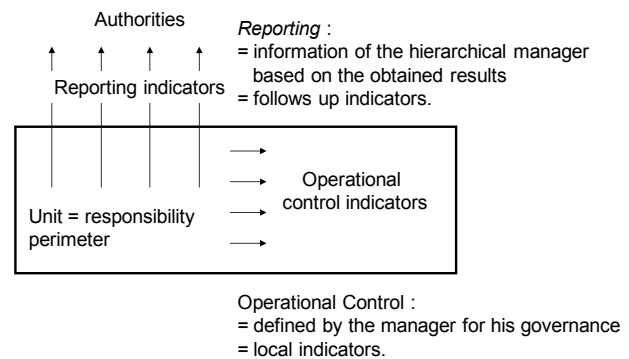 Authorities
Reporting :
= information of the hierarchical manager
based on the obtained results
= follows up indicators.
Reporting indicators
Operational
control indicators
Unit = responsibility
perimeter
Operational Control :
= defined by the manager for his governance
= local indicators.